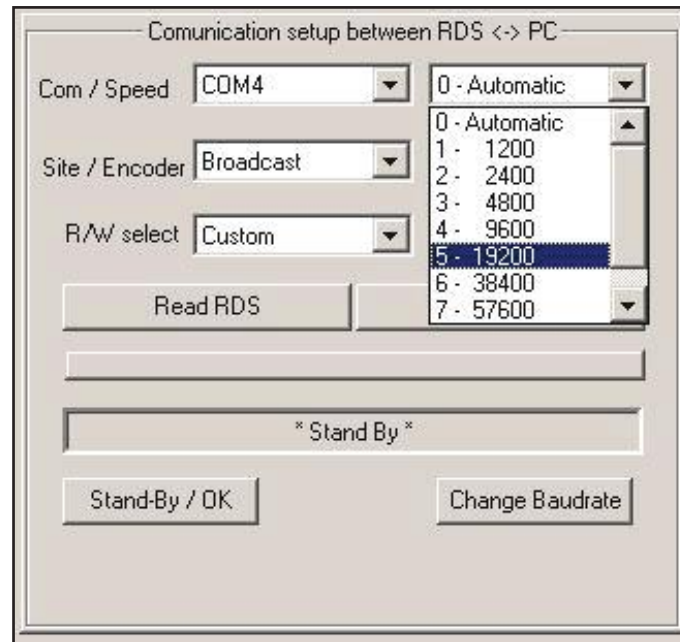 Comunication setup between RDS <-> PC
Com / Speed COM4 0 - Automatic
0 - Automatic
1 - 1200
Site / Encoder Broadcast
2 - 2400
3 - 4800
R/W select Custom
4 - 9600
5 - 19200
6 - 38400
Read RDS
7 - 57600
* Stand By *
Stand-By / OK Change Baudrate